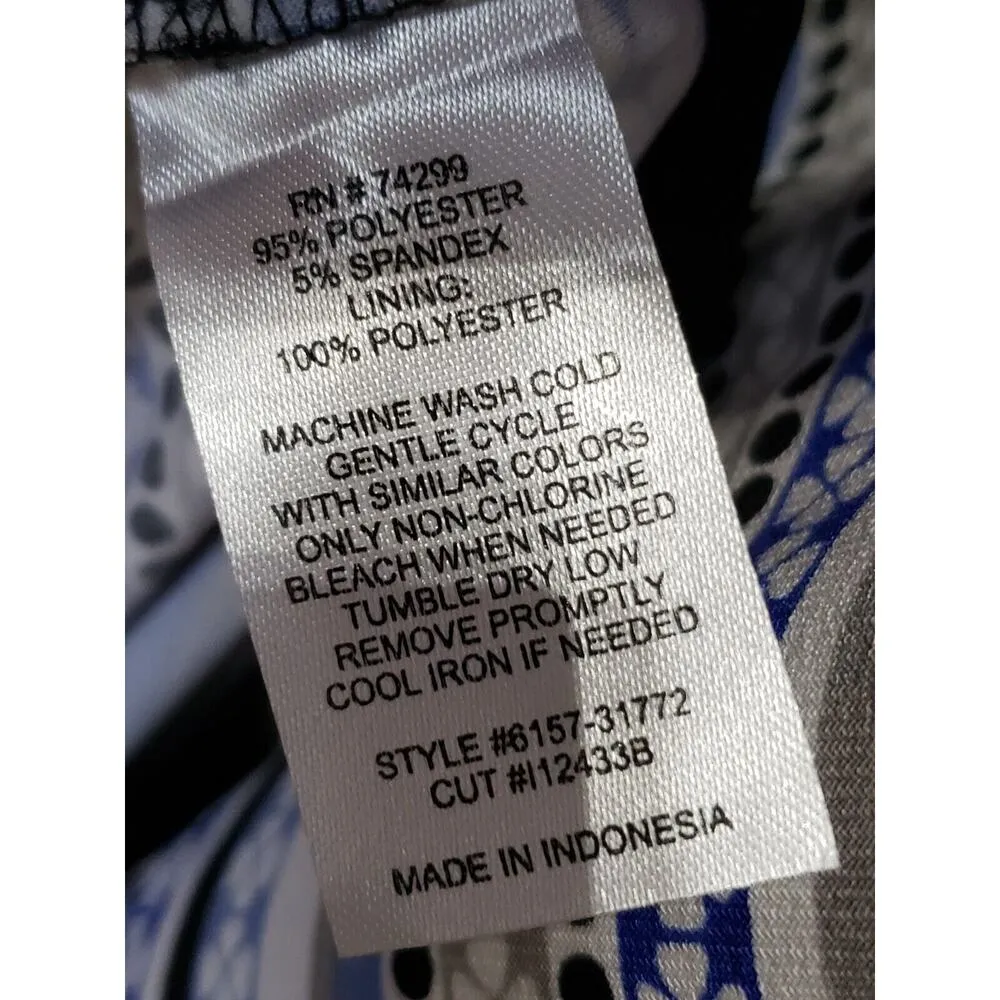 RN # 74299
95% POLYESTER
5% SPANDEX
LINING:
100% POLYESTER
MACHINE WASH COLD
GENTLE CYCLE
WITH SIMILAR COLORS
ONLY NON-CHLORINE
BLEACH WHEN NEEDED
TUMBLE DRY LOW
REMOVE PROMPTLY
COOL IRON IF NEEDED
STYLE #6157-31772
CUT #I12433B
MADE IN INDONESIA